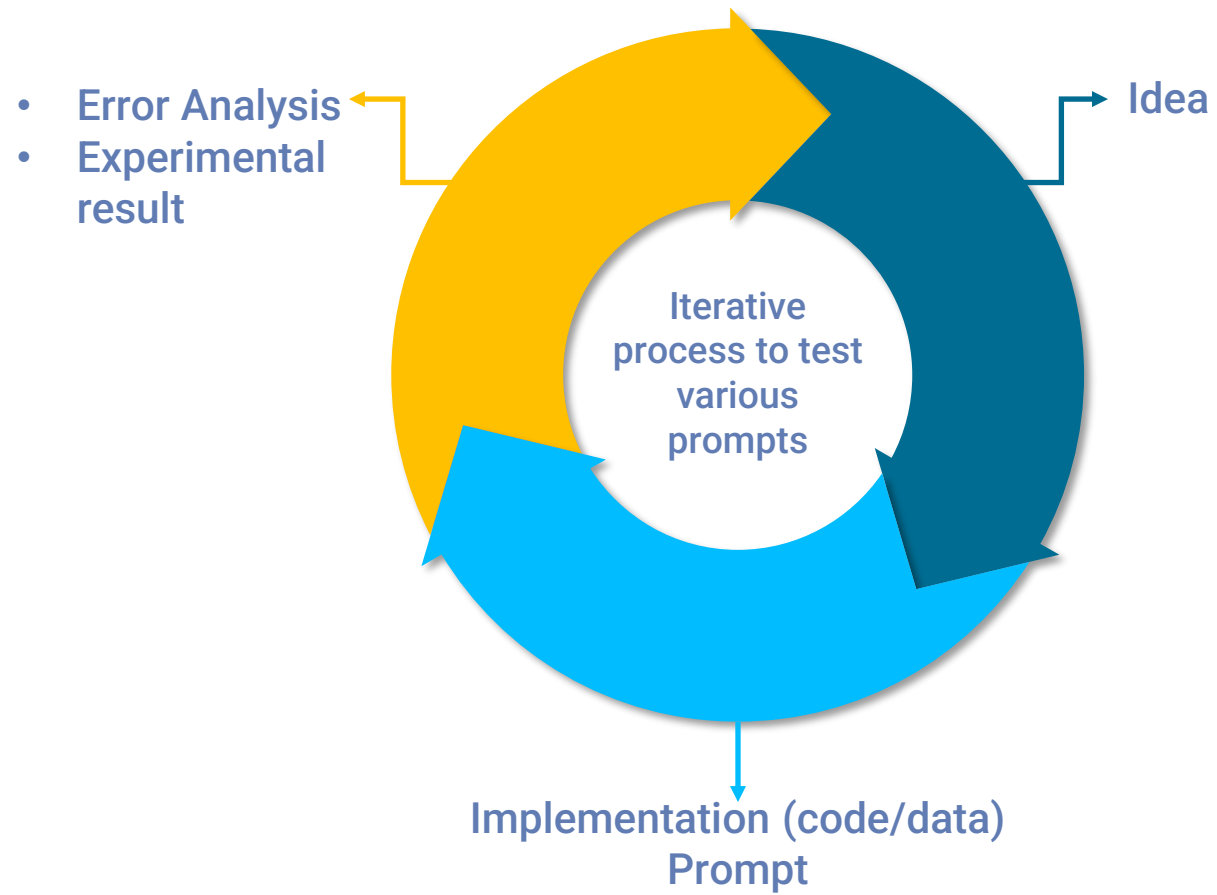 • Error Analysis
• Experimental
result
Idea
Iterative
process to test
various
prompts
Implementation (code/data)
Prompt